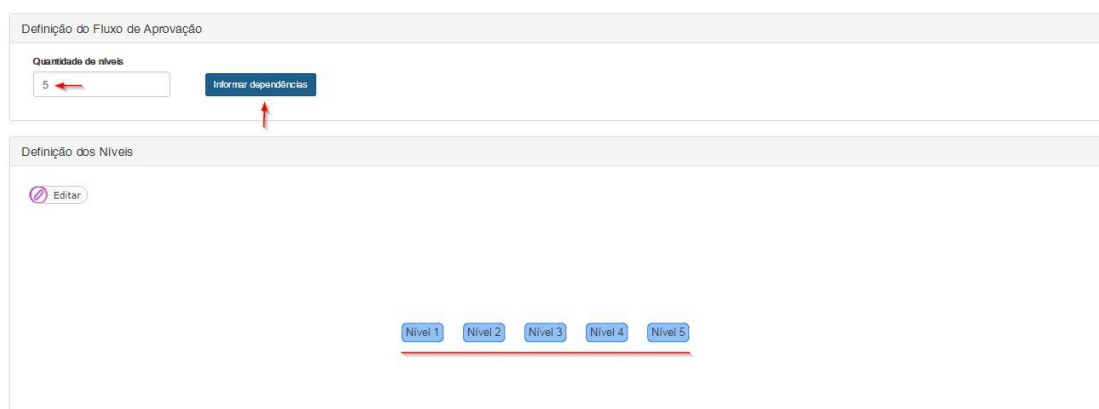 Definição do Fluxo de Aprovação
Quantidade de níveis
5
Informar dependências
Definição dos Níveis
Editar
Nível 1 Nível 2 Nível 3 Nível 4 Nível 5